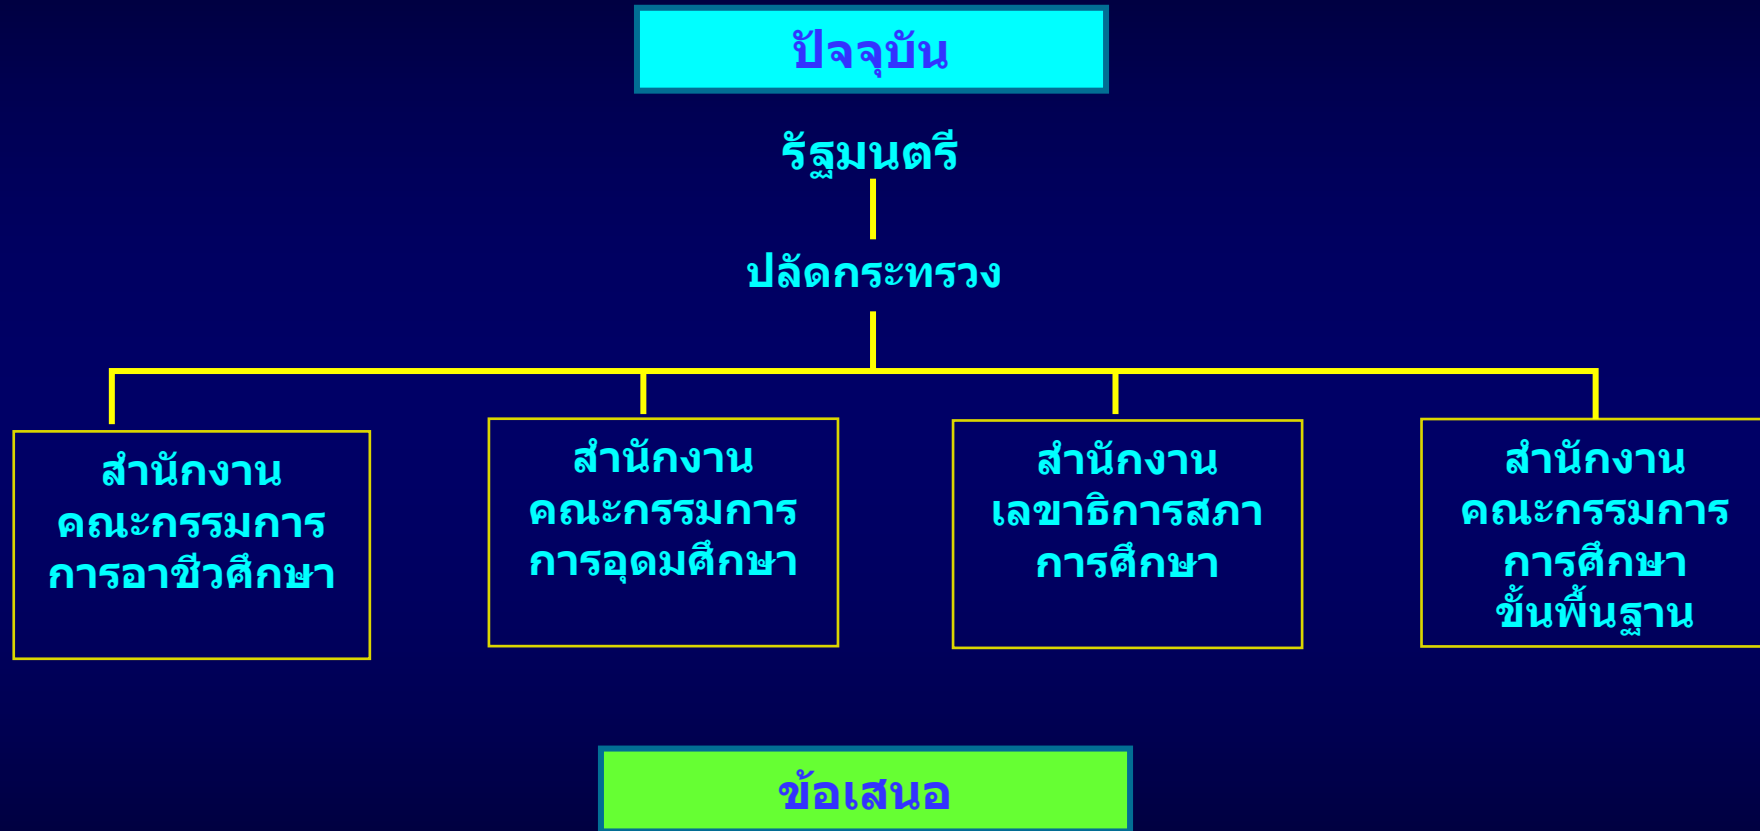 ปัจจุบัน
รัฐมนตรี
ปลัดกระทรวง
สำนักงาน
คณะกรรมการ
การอาชีวศึกษา
สำนักงาน
คณะกรรมการ
การอุดมศึกษา
สำนักงาน
เลขาธิการสภา
การศึกษา
สำนักงาน
คณะกรรมการ
การศึกษา
ขั้นพื้นฐาน
ข้อเสนอ